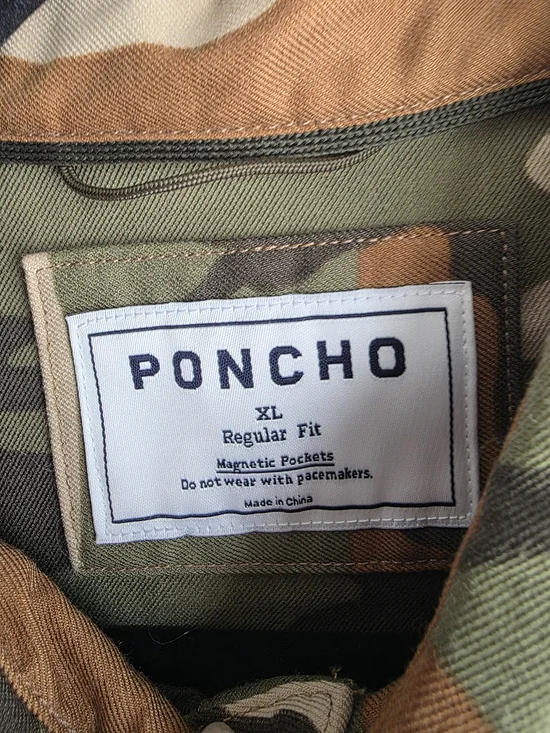 PONCHO
XL
Regular Fit
Magnetic Pockets
Do not wear with pacemakers.
Made in China